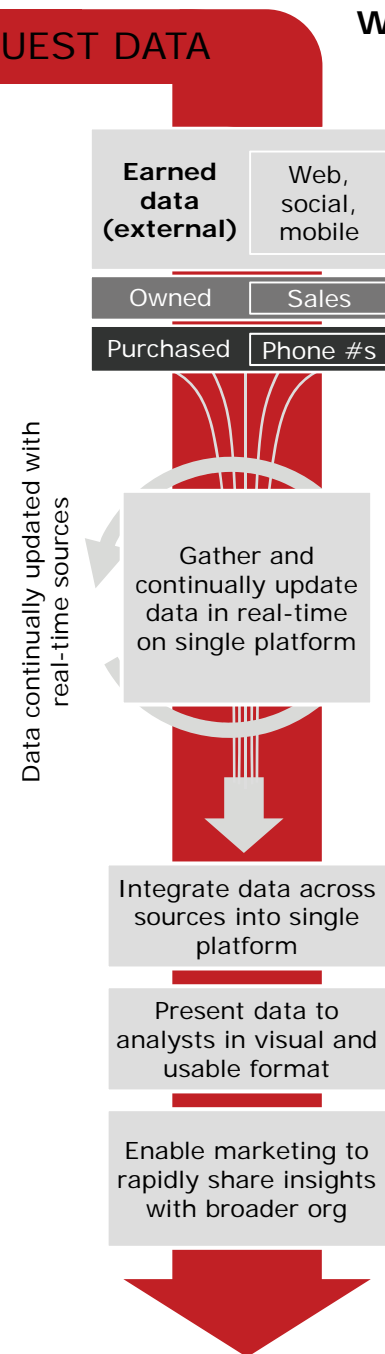 UEST DATA
W
Earned
data
(external)
Web,
social,
mobile
Owned
Sales
Purchased
Phone #s
Data continually updated with
real-time sources
Gather and
continually update
data in real-time
on single platform
Integrate data across
sources into single
platform
Present data to
analysts in visual and
usable format
Enable marketing to
rapidly share insights
with broader org